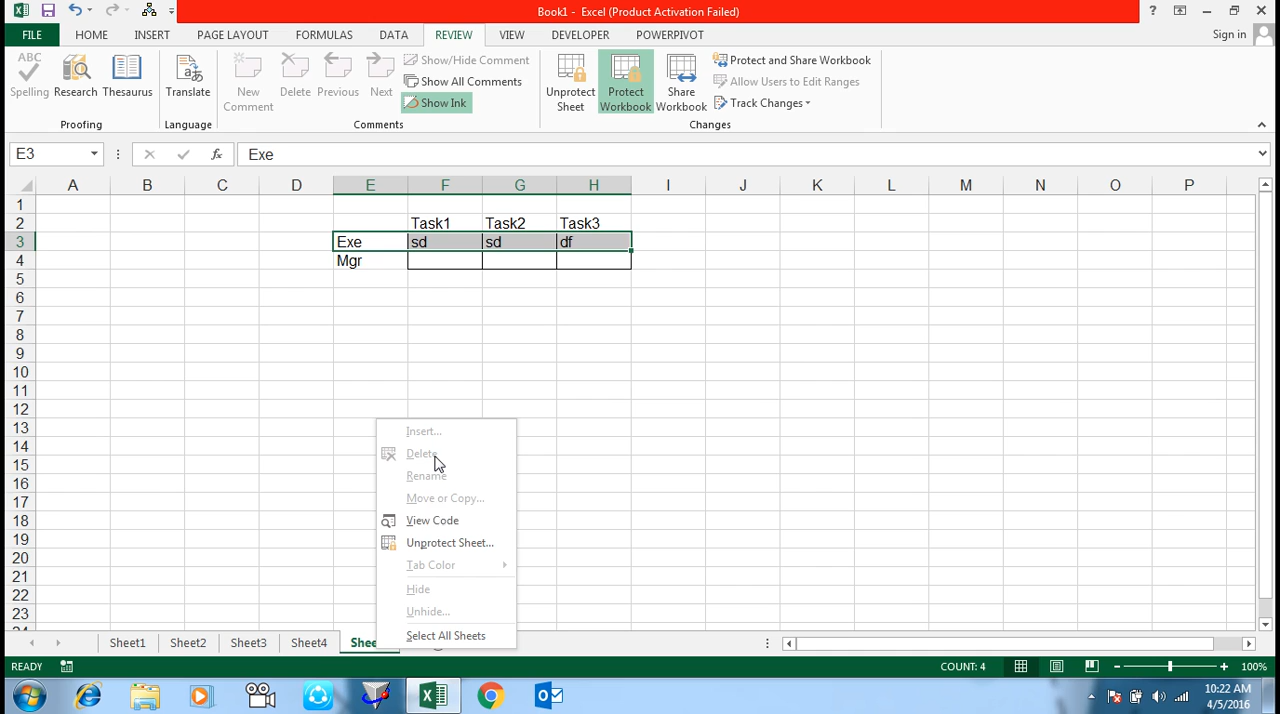 Book1 - Excel (Product Activation Failed)
?
FILE HOME INSERT PAGE LAYOUT FORMULAS DATA REVIEW VIEW DEVELOPER POWERPIVOT Sign in
ABC
Spelling Research Thesaurus
Proofing
Translate
Language
New Comment
Delete
Previous
Next
Show/Hide Comment
Show All Comments
Show Ink
Comments
Unprotect Sheet
Protect Workbook
Share Workbook
Protect and Share Workbook
Allow Users to Edit Ranges
Track Changes
Changes
E3 fx Exe
A B C D E F G H I J K L M N O P
1
2 Task1 Task2 Task3
3 Exe sd sd df
4 Mgr
5
6
7
8
9
10
11
12
13
14
15
16
17
18
19
20
21
22
23
Insert...
Delete
Rename
Move or Copy...
View Code
Unprotect Sheet...
Tab Color
Hide
Unhide...
Select All Sheets
Sheet1 Sheet2 Sheet3 Sheet4
READY COUNT: 4 100%
10:22 AM
4/5/2016